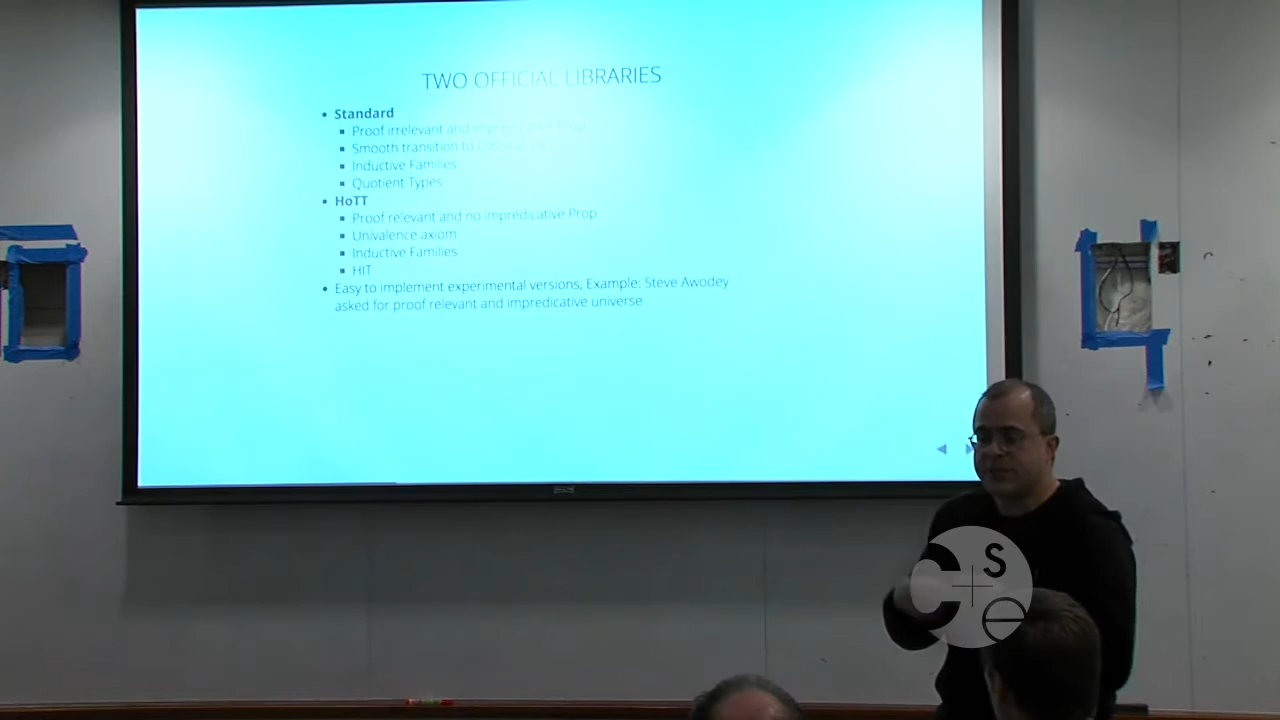 TWO OFFICIAL LIBRARIES
Standard
Proof irrelevant and impredicative Prop
Smooth transition to classical logic
Inductive Families
Quotient Types
HoTT
Proof relevant and no impredicative Prop
Univalence axiom
Inductive Families
HIT
Easy to implement experimental versions, Example: Steve Awodey
asked for proof relevant and impredicative universe
C s
e